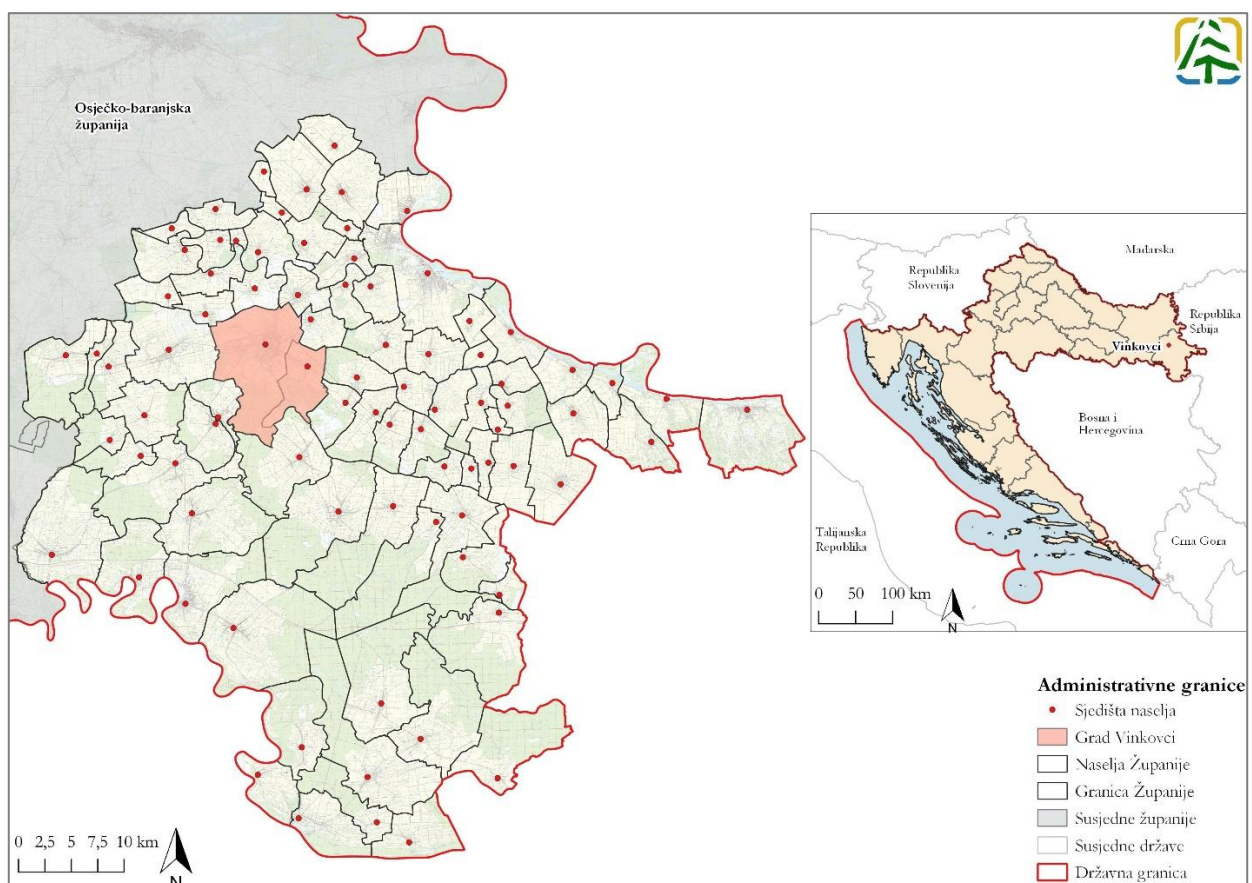 Osječko-baranjska
županija
0 2,5 5 7,5 10 km
N
Mađarska
Republika
Slovenija
Republika
Srbija
Vinkovci
Bosna i
Hercegovina
Talijanska
Republika
Crna Gora
0 50 100 km
N
Administrativne granice
Sjedišta naselja
Grad Vinkovci
Naselja Županije
Granica Županije
Susjedne županije
Susjedne države
Državna granica